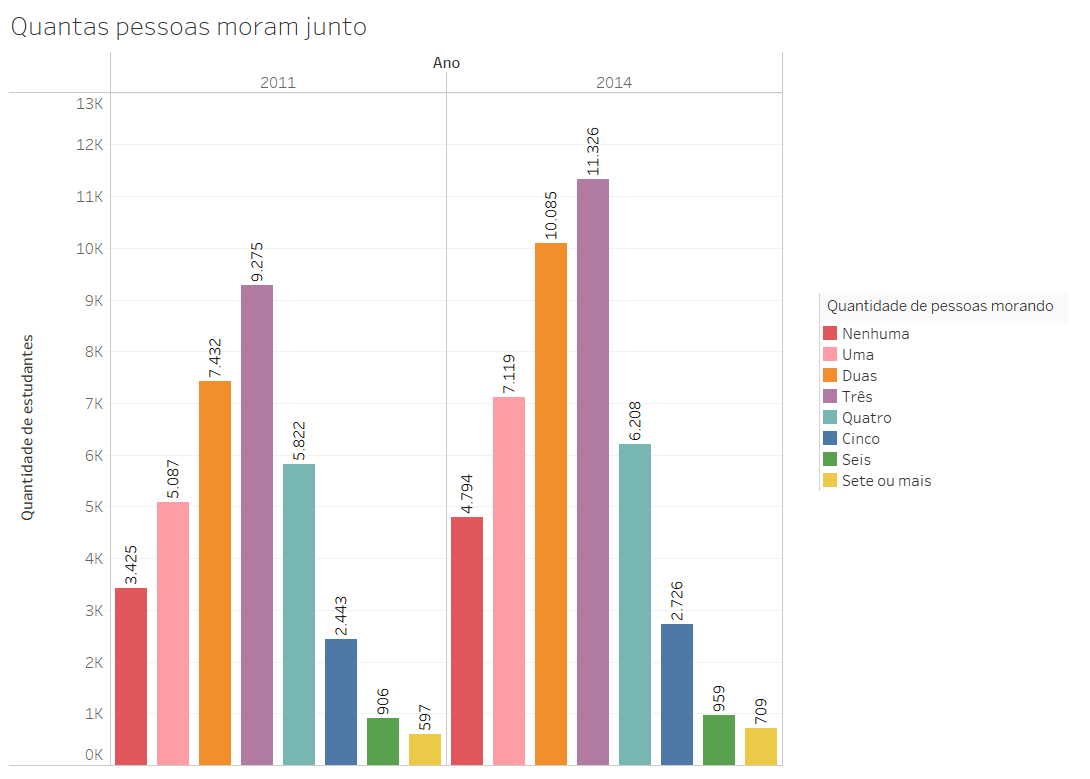 Quantas pessoas moram junto
Ano
2011
2014
13K
12K
11K
10K
9K
8K
7K
6K
5K
4K
3K
2K
1K
0K
Quantidade de estudantes
3.425
5.087
7.432
9.275
5.822
2.443
906
597
4.794
7.119
10.085
11.326
6.208
2.726
959
709
Quantidade de pessoas morando
Nenhuma
Uma
Duas
Três
Quatro
Cinco
Seis
Sete ou mais